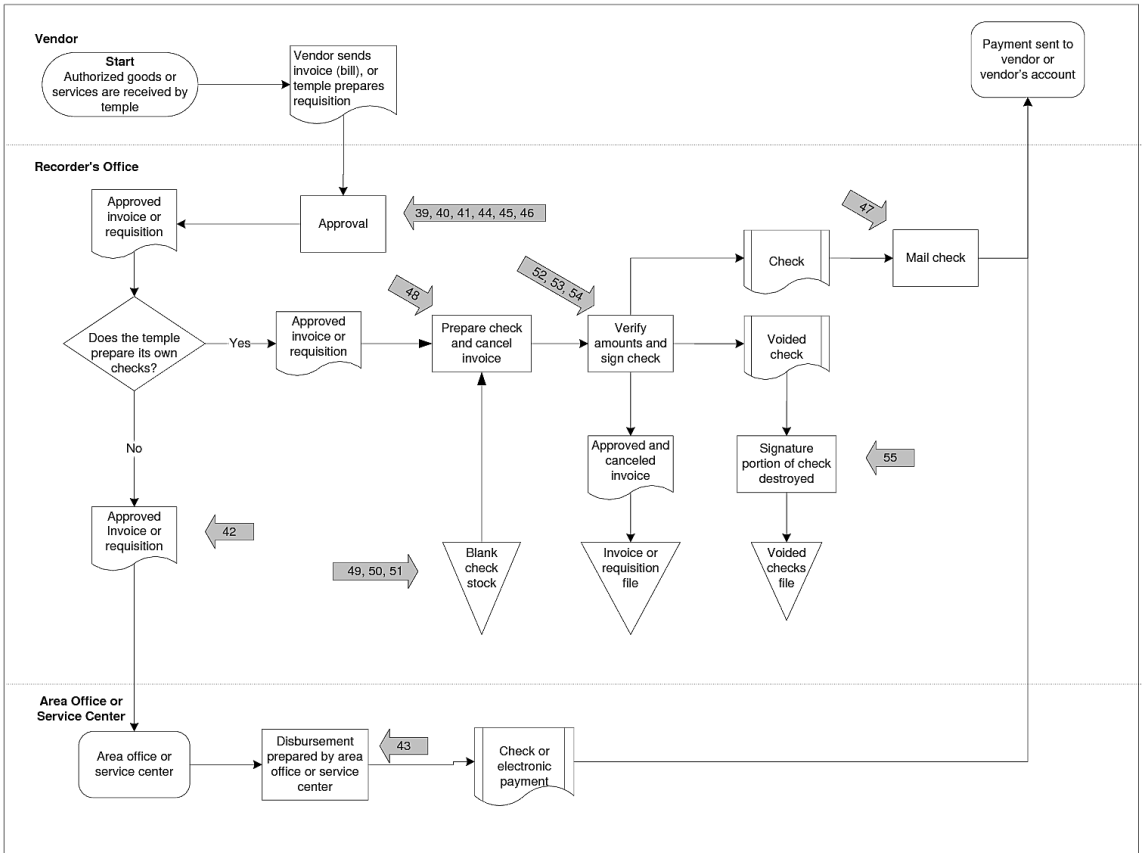 Vendor
Start
Authorized goods or
services are received by
temple
Vendor sends
invoice (bill), or
temple prepares
requisition
Payment sent to
vendor or
vendor's account
Recorder's Office
Approved
invoice or
requisition
Approval
39, 40, 41, 44, 45, 46
47
Check
Mail check
48
52, 53, 54
Does the temple
prepare its own
checks?
Yes
Approved
invoice or
requisition
Prepare check
and cancel
invoice
Verify
amounts and
sign check
Voided
check
No
Approved and
canceled
invoice
Signature
portion of check
destroyed
55
Approved
Invoice or
requisition
42
49, 50, 51
Blank
check
stock
Invoice or
requisition
file
Voided
checks
file
Area Office or
Service Center
Area office or
service center
Disbursement
prepared by area
office or service
center
43
Check or
electronic
payment